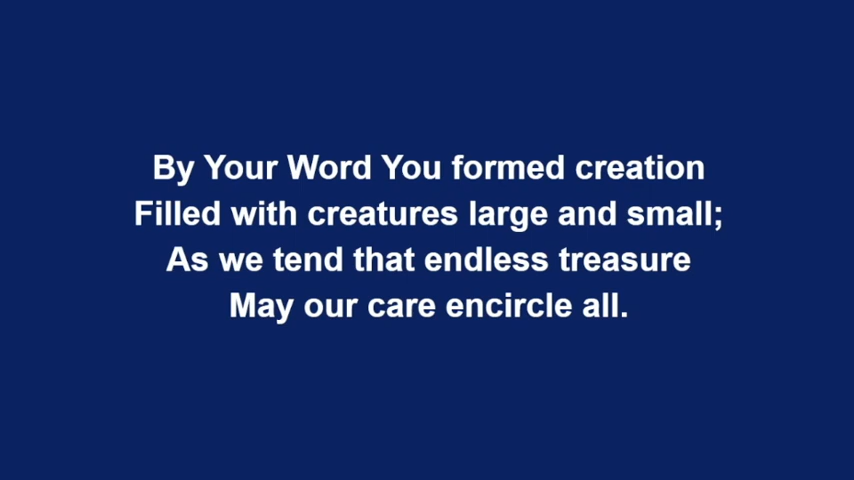 By Your Word You formed creation
Filled with creatures large and small;
As we tend that endless treasure
May our care encircle all.